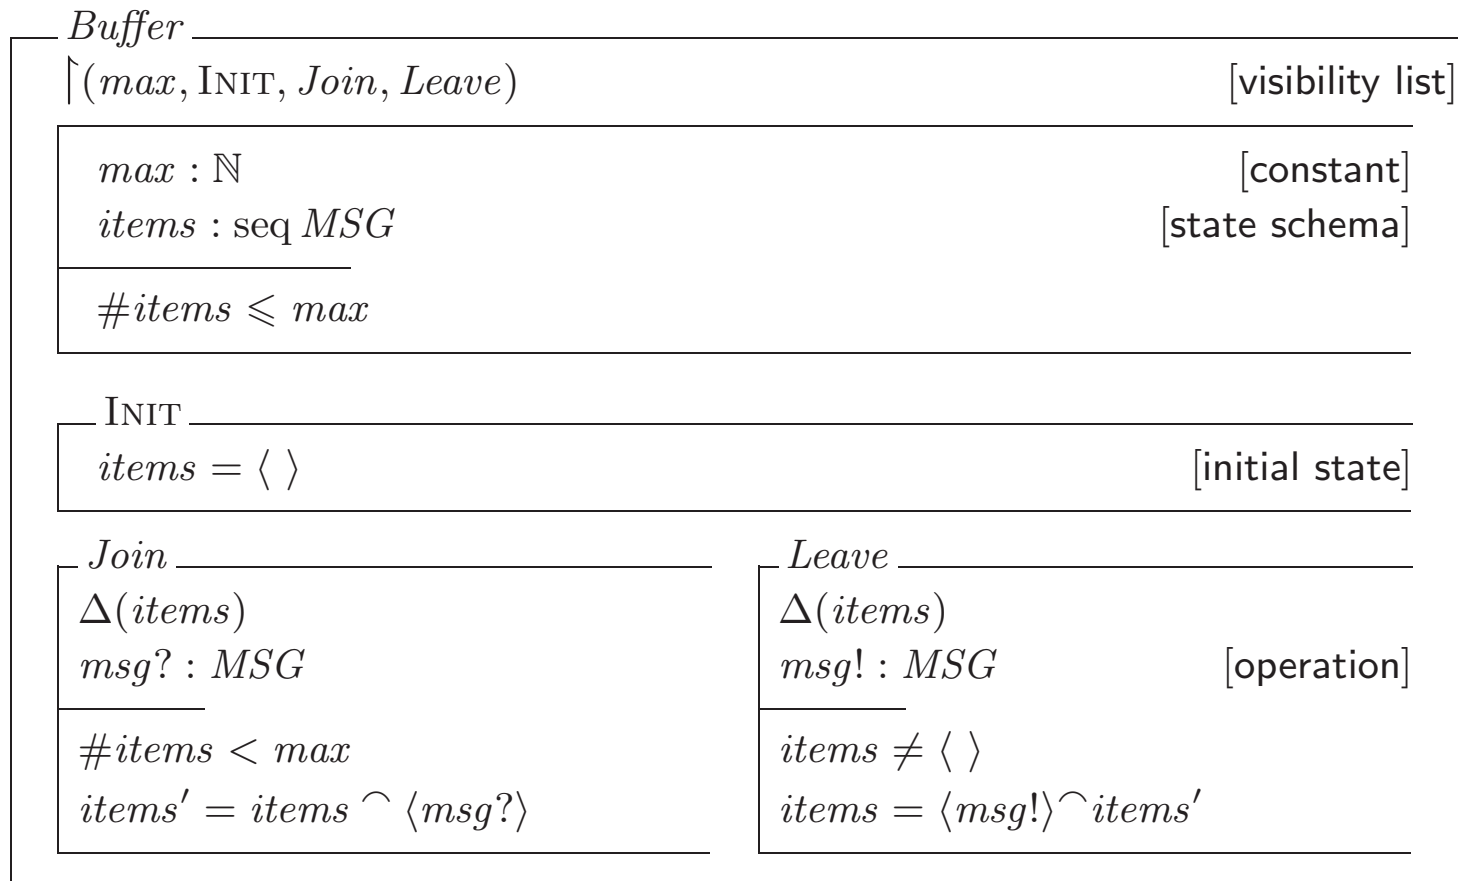 Buffer
↾(max, INIT, Join, Leave) [visibility list]
max : ℕ [constant]
items : seq MSG [state schema]
#items ⩽ max
INIT
items = ⟨ ⟩ [initial state]
Join
Δ(items)
msg? : MSG
#items < max
items′ = items ⌢ ⟨msg?⟩
Leave
Δ(items)
msg! : MSG [operation]
items ≠ ⟨ ⟩
items = ⟨msg!⟩⌢items′